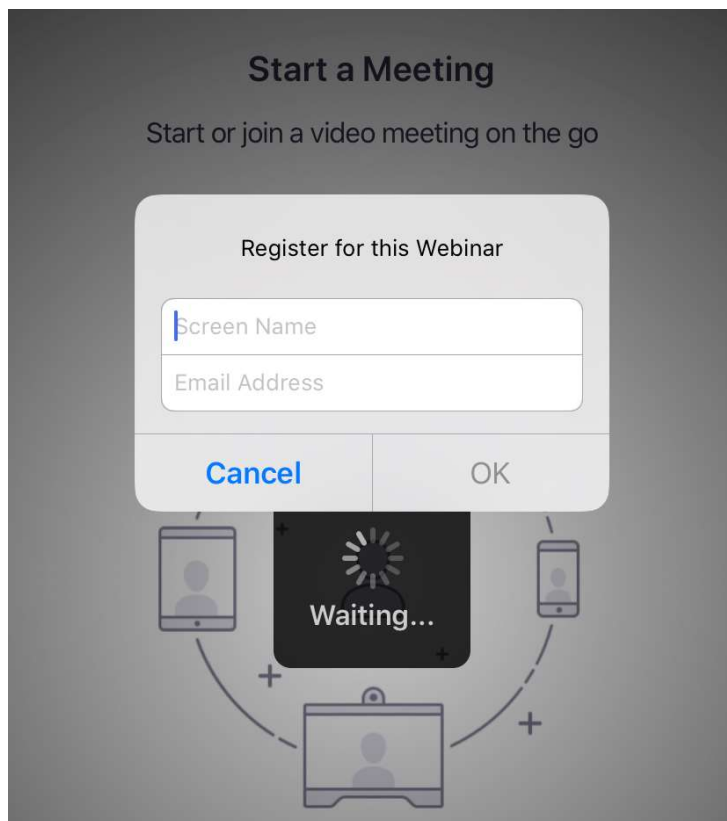 Start a Meeting
Start or join a video meeting on the go
Register for this Webinar
Screen Name
Email Address
Cancel OK
Waiting...